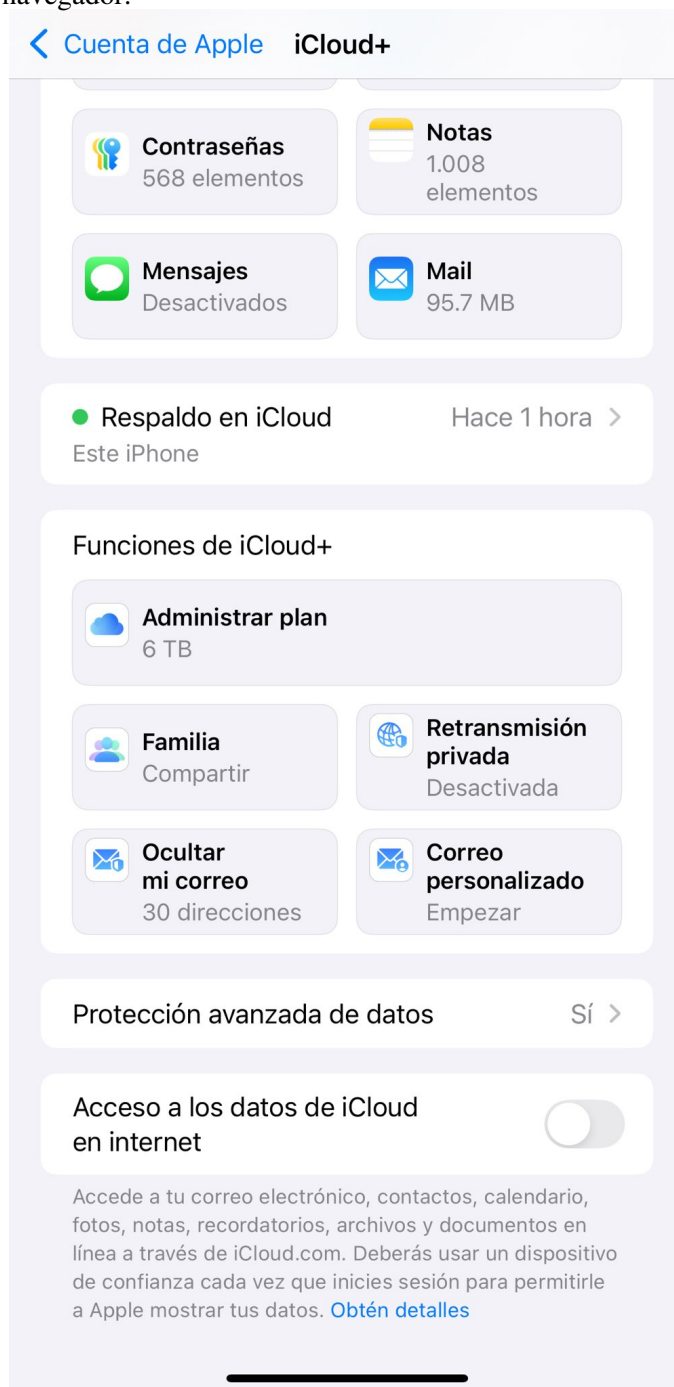 navegador.
Cuenta de Apple iCloud+
Contraseñas
568 elementos
Notas
1.008
elementos
Mensajes
Desactivados
Mail
95.7 MB
Respaldo en iCloud Hace 1 hora
Este iPhone
Funciones de iCloud+
Administrar plan
6 TB
Familia
Compartir
Retransmisión
privada
Desactivada
Ocultar
mi correo
30 direcciones
Correo
personalizado
Empezar
Protección avanzada de datos Sí
Acceso a los datos de iCloud
en internet
Accede a tu correo electrónico, contactos, calendario,
fotos, notas, recordatorios, archivos y documentos en
línea a través de iCloud.com. Deberás usar un dispositivo
de confianza cada vez que inicies sesión para permitirle
a Apple mostrar tus datos. Obtén detalles